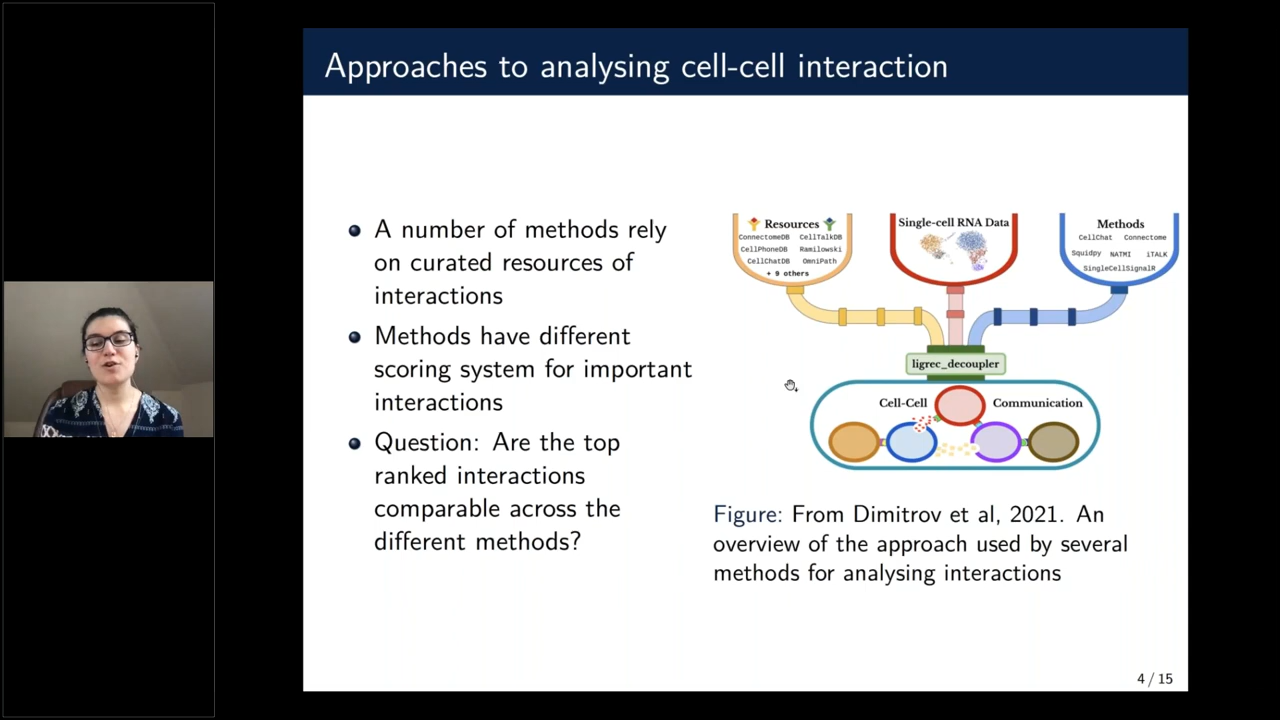 Approaches to analysing cell-cell interaction
A number of methods rely
on curated resources of
interactions
Methods have different
scoring system for important
interactions
Question: Are the top
ranked interactions
comparable across the
different methods?
Resources
ConnectomeDB CellTalkDB
CellPhoneDB Ramilowski
CellChatDB OmniPath
+ 9 others
Single-cell RNA Data
Methods
CellChat Connectome
Squidpy NATMI iTALK
SingleCellSignalR
ligrec_decoupler
Cell-Cell Communication
Figure: From Dimitrov et al, 2021. An
overview of the approach used by several
methods for analysing interactions
4 / 15